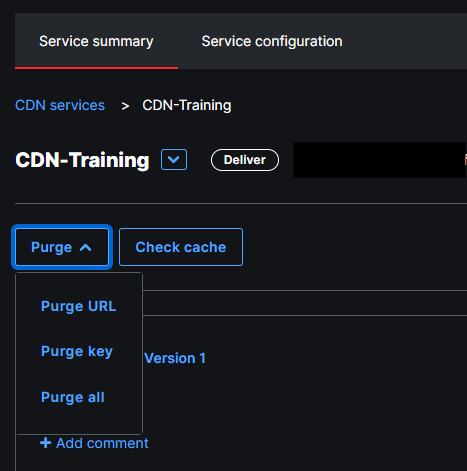 Service summary Service configuration
CDN services > CDN-Training
CDN-Training Deliver
Purge Check cache
Purge URL
Purge key
Version 1
Purge all
+ Add comment